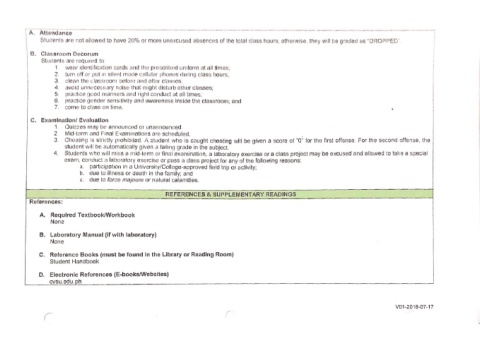 A. Attendance
Students are not allowed to have 20% or more unexcused absences of the total class hours; otherwise, they will be graded as "DROPPED".
B. Classroom Decorum
Students are required to:
1. wear identification cards and the prescribed uniform at all times;
2. turn off or put in silent mode cellular phones during class hours;
3. clean the classroom before and after classes;
4. avoid unnecessary noise that might disturb other classes;
5. practice good manners and right conduct at all times;
6. practice gender sensitivity and awareness inside the classroom; and
7. come to class on time.
C. Examination/ Evaluation
1. Quizzes may be announced or unannounced.
2. Mid-term and Final Examinations are scheduled.
3. Cheating is strictly prohibited. A student who is caught cheating will be given a score of "0" for the first offense. For the second offense, the
student will be automatically given a failing grade in the subject.
4. Students who will miss a mid-term or final examination, a laboratory exercise or a class project may be excused and allowed to take a special
exam, conduct a laboratory exercise or pass a class project for any of the following reasons:
a. participation in a University/College-approved field trip or activity;
b. due to illness or death in the family; and
c. due to force majeure or natural calamities.
REFERENCES & SUPPLEMENTARY READINGS
References:
A. Required Textbook/Workbook
None
B. Laboratory Manual (if with laboratory)
None
C. Reference Books (must be found in the Library or Reading Room)
Student Handbook
D. Electronic References (E-books/Websites)
cvsu.edu.ph
V01-2018-07-17